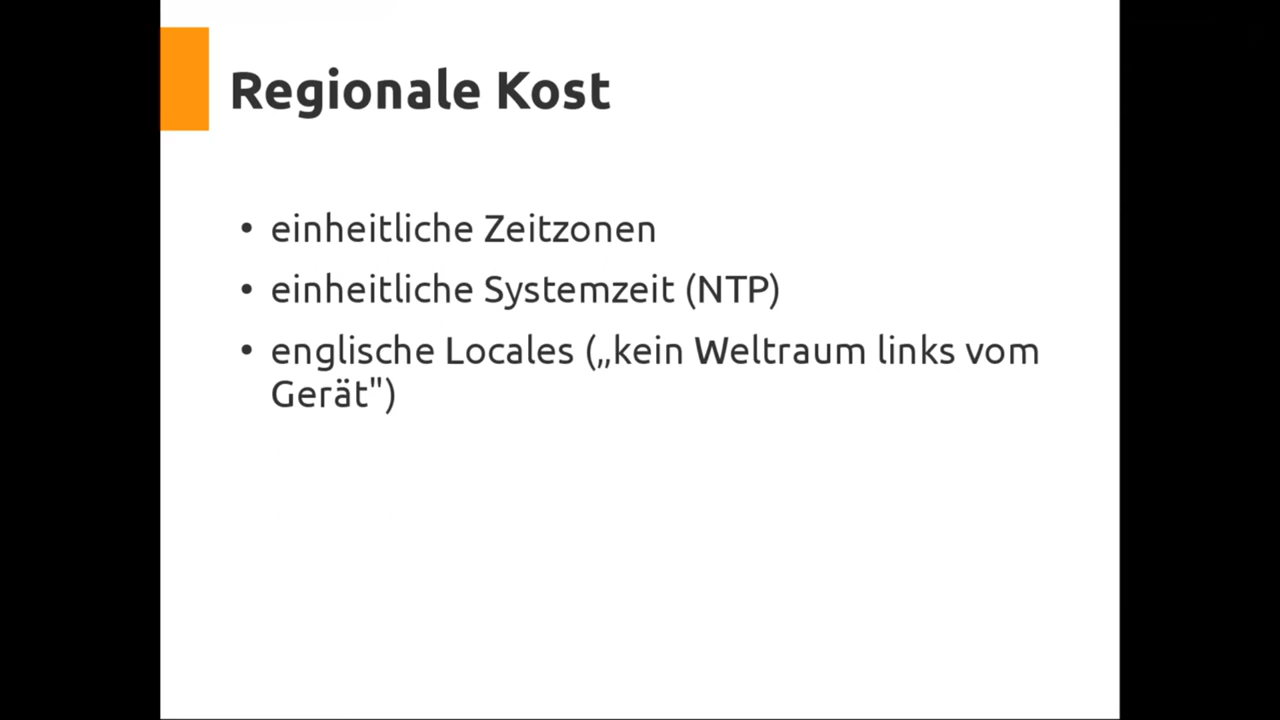 Regionale Kost
• einheitliche Zeitzonen
• einheitliche Systemzeit (NTP)
• englische Locales („kein Weltraum links vom
Gerät")